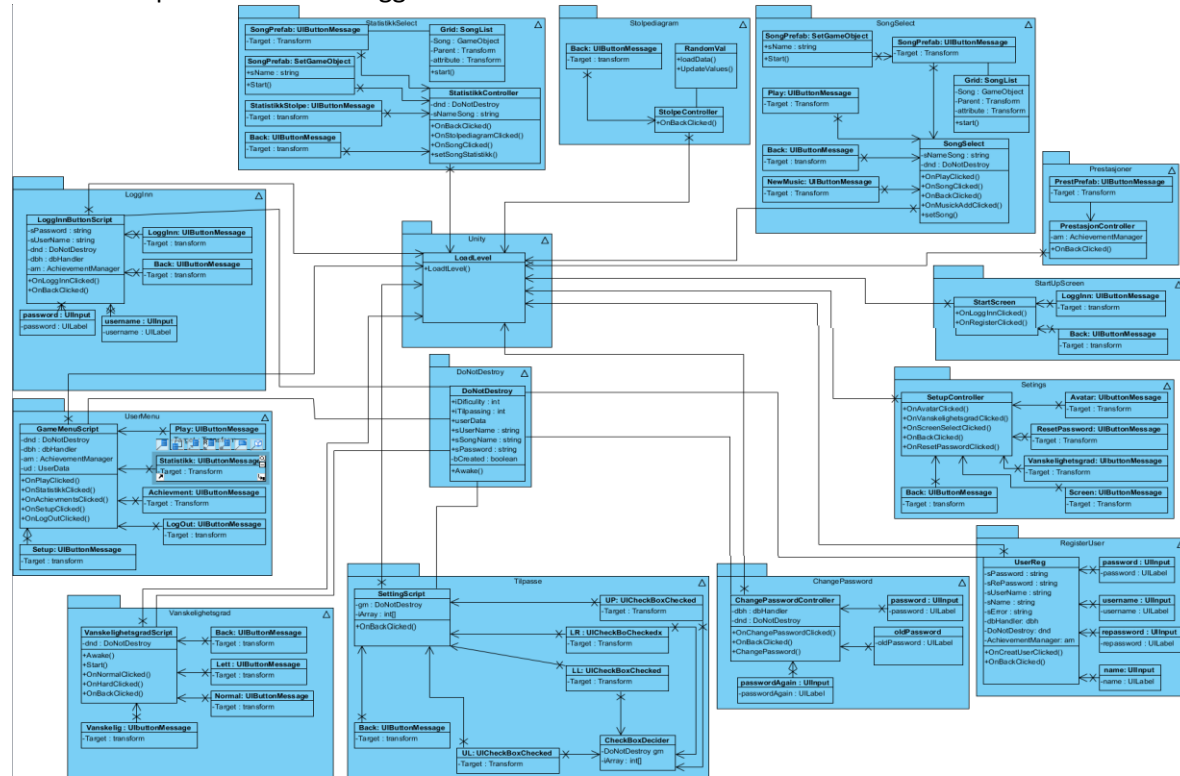 StatistikkSelect
SongPrefab: UIButtonMessage
-Target : Transform
Grid: SongList
-Song : GameObject
-Parent : Transform
-attribute : Transform
+start()
SongPrefab: SetGameObject
+sName : string
+Start()
StatistikkStolpe: UIButtonMessage
-Target : transform
Back: UIButtonMessage
-Target : transform
StatistikkController
-dnd : DoNotDestroy
-sNameSong : string
+OnBackClicked()
+OnStolpediagramClicked()
+OnSongClicked()
+setSongStatistikk()
Stolpediagram
Back: UIButtonMessage
-Target : transform
RandomVal
+loadData()
+UpdateValues()
StolpeController
+OnBackClicked()
SongSelect
SongPrefab: SetGameObject
+sName : string
+Start()
SongPrefab: UIButtonMessage
-Target : Transform
Grid: SongList
-Song : GameObject
-Parent : Transform
-attribute : Transform
+start()
Play: UIButtonMessage
-Target : Transform
Back: UIButtonMessage
-Target : transform
NewMusic: UIButtonMessage
-Target : Transform
SongSelect
-sNameSong : string
-dnd : DoNotDestroy
+OnPlayClicked()
+OnSongClicked()
+OnBackClicked()
+OnMusickAddClicked()
+setSong()
Prestasjoner
PrestPrefab: UIButtonMessage
-Target : Transform
PrestasjonController
-am : AchievementManager
+OnBackClicked()
LoggInn
LoggInnButtonScript
-sPassword : string
-sUserName : string
-dnd : DoNotDestroy
-dbh : dbHandler
-am : AchievementManager
+OnLoggInnClicked()
+OnBackClicked()
LoggInn: UIButtonMessage
-Target : transform
Back: UIButtonMessage
-Target : transform
password : UIInput
-password : UILabel
username : UIInput
-username : UILabel
Unity
LoadLevel
+LoadLevel()
StartUpScreen
StartScreen
+OnLoggInnClicked()
+OnRegisterClicked()
LoggInn: UIButtonMessage
-Target : transform
Back: UIButtonMessage
-Target : transform
DoNotDestroy
DoNotDestroy
+iDificulity : int
+iTilpassing : int
+userData
+sUserName : string
+sSongName : string
+sPassword : string
-bCreated : boolean
+Awake()
UserMenu
GameMenuScript
-dnd : DoNotDestroy
-dbh : dbHandler
-am : AchievementManager
-ud : UserData
+OnPlayClicked()
+OnStatistikkClicked()
+OnAchievmentsClicked()
+OnSetupClicked()
+OnLogOutClicked()
Play: UIButtonMessage
Statistikk: UIButtonMessage
-Target : Transform
Achievment: UIButtonMessage
-Target : Transform
LogOut: UIButtonMessage
-Target : transform
Setup: UIButtonMessage
-Target : transform
Setings
SetupController
+OnAvatarClicked()
+OnVanskelighetsgradClicked()
+OnScreenSelectClicked()
+OnBackClicked()
+OnResetPasswordClicked()
Avatar: UIbuttonMessage
-Target : Transform
ResetPassword: UIButtonMessage
-Target : Transform
Vanskelighetsgrad: UIbuttonMessage
-Target : Transform
Back: UIButtonMessage
-Target : transform
Screen: UIButtonMessage
-Target : Transform
Vanskelighetsgrad
VanskelighetsgradScript
-dnd : DoNotDestroy
+Awake()
+Start()
+OnNormalClicked()
+OnHardClicked()
+OnBackClicked()
Back: UIButtonMessage
-Target : transform
Lett: UIButtonMessage
-Target : transform
Normal: UIButtonMessage
-Target : transform
Vanskelig: UIbuttonMessage
-Target : transform
Tilpasse
SettingScript
-gm : DoNotDestroy
-iArray : int[]
+OnBackClicked()
UP: UICheckBoxChecked
-Target : Transform
LR : UICheckBoCheckedx
-Target : Transform
LL: UICheckBoxChecked
-Target : Transform
Back: UIButtonMessage
-Target : transform
UL: UICheckBoxChecked
-Target : Transform
CheckBoxDecider
-DoNotDestroy gm
-iArray : int[]
ChangePassword
ChangePasswordController
-dbh : dbHandler
-dnd : DoNotDestroy
+OnChangePasswordClicked()
+OnBackClicked()
+ChangePassword()
password : UIInput
-password : UILabel
oldPassword
-oldPassword : UILabel
passwordAgain : UIInput
-passwordAgain : UILabel
RegisterUser
UserReg
-sPassword : string
-sRePassword : string
-sUserName : string
-sName : string
-sError : string
-dbHandler: dbh
-DoNotDestroy: dnd
-AchievementManager: am
+OnCreatUserClicked()
+OnBackClicked()
password : UIInput
-password : UILabel
username : UIInput
-username : UILabel
repassword : UIInput
-repassword : UILabel
name: UIInput
-name : UILabel